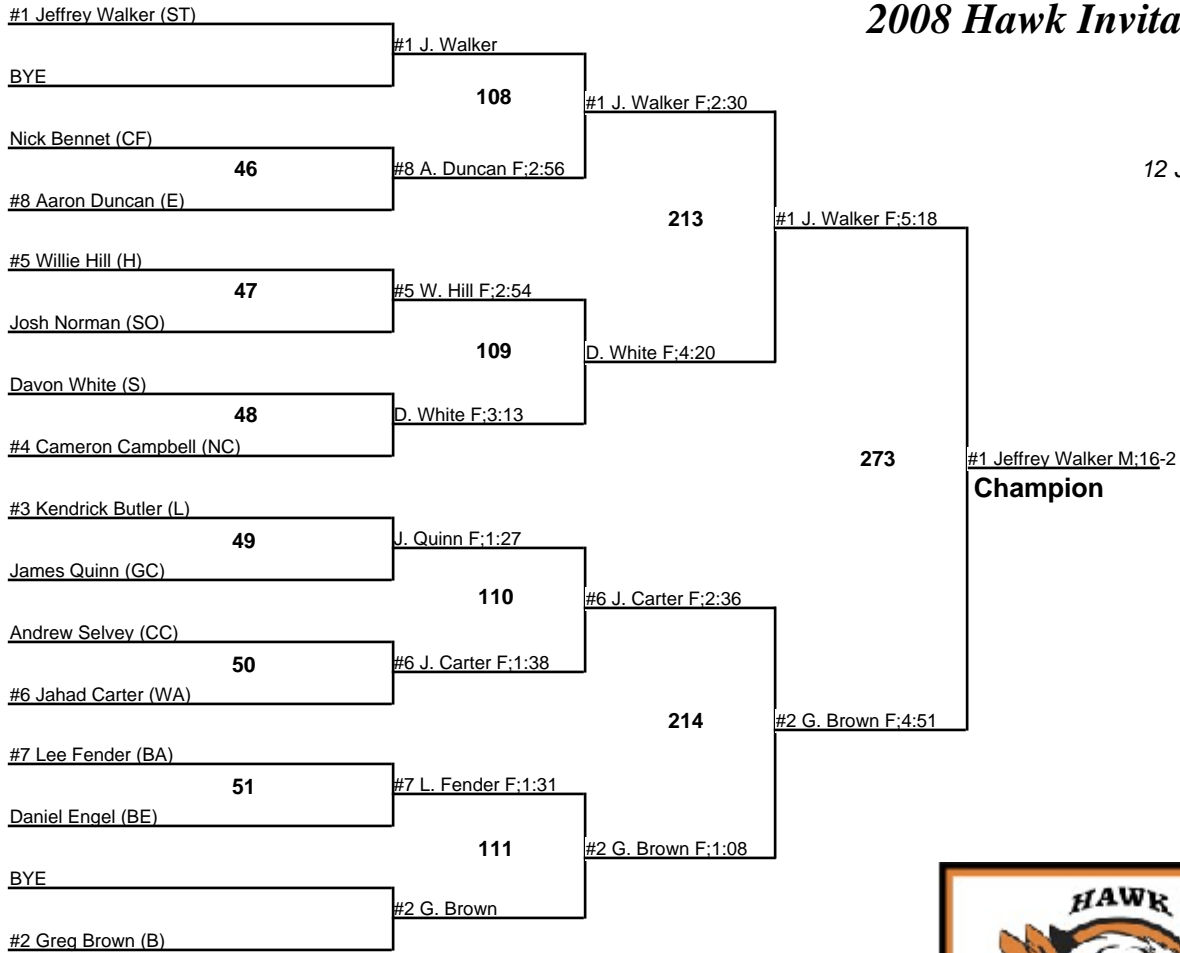 #1 Jeffrey Walker (ST)
2008 Hawk Invita
#1 J. Walker
BYE
108
#1 J. Walker F;2:30
Nick Bennet (CF)
46
#8 A. Duncan F;2:56
12 J
#8 Aaron Duncan (E)
213
#1 J. Walker F;5:18
#5 Willie Hill (H)
47
#5 W. Hill F;2:54
Josh Norman (SO)
109
D. White F;4:20
Davon White (S)
48
D. White F;3:13
#4 Cameron Campbell (NC)
273
#1 Jeffrey Walker M;16-2
Champion
#3 Kendrick Butler (L)
49
J. Quinn F;1:27
James Quinn (GC)
110
#6 J. Carter F;2:36
Andrew Selvey (CC)
50
#6 J. Carter F;1:38
#6 Jahad Carter (WA)
214
#2 G. Brown F;4:51
#7 Lee Fender (BA)
51
#7 L. Fender F;1:31
Daniel Engel (BE)
111
#2 G. Brown F;1:08
BYE
#2 G. Brown
#2 Greg Brown (B)
HAWK